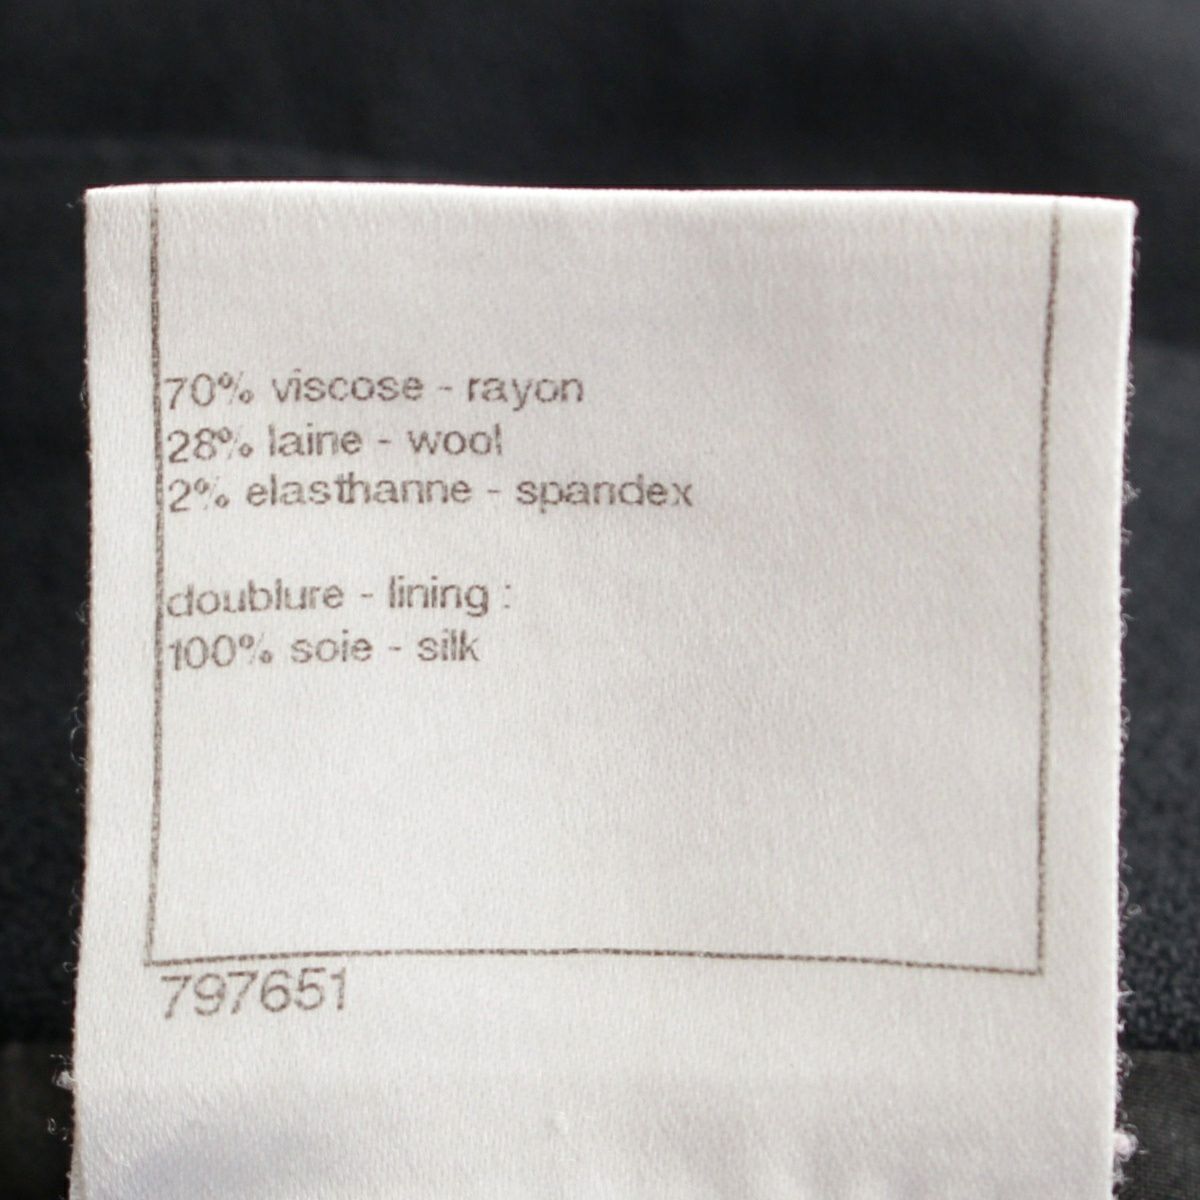 70% viscose - rayon
28% laine - wool
2% elasthanne - spandex
doublure - lining :
100% soie - silk
797651